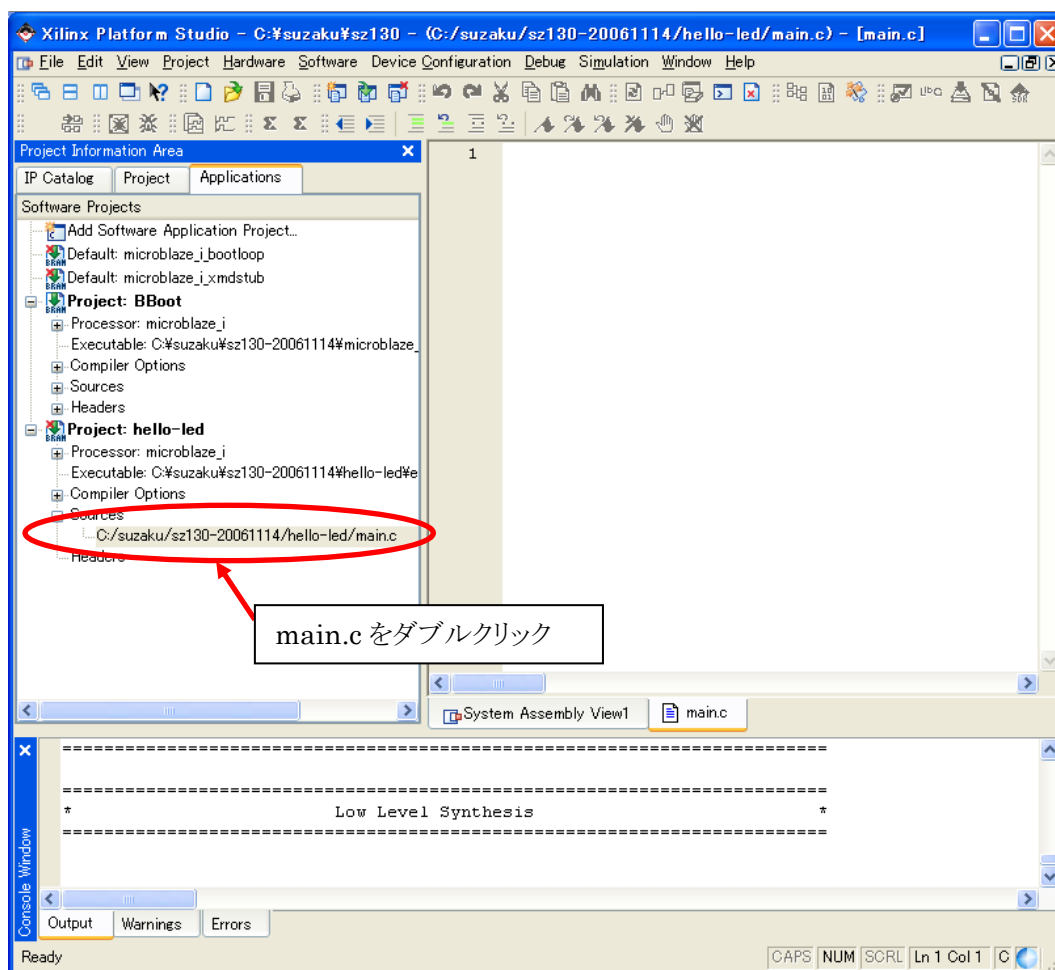 Xilinx Platform Studio - C:¥suzaku¥sz130 - (C:/suzaku/sz130-20061114/hello-led/main.c) - [main.c]
File Edit View Project Hardware Software Device Configuration Debug Simulation Window Help
Project Information Area
IP Catalog Project Applications
Software Projects
Add Software Application Project...
Default: microblaze_i_bootloop
Default: microblaze_i_xmdstub
Project: BBoot
Processor: microblaze_i
Executable: C:¥suzaku¥sz130-20061114¥microblaze_
Compiler Options
Sources
Headers
Project: hello-led
Processor: microblaze_i
Executable: C:¥suzaku¥sz130-20061114¥hello-led¥e
Compiler Options
Sources
C:/suzaku/sz130-20061114/hello-led/main.c
Headers
1
main.c をダブルクリック
System Assembly View1 main.c
==============================================================================
==============================================================================
* Low Level Synthesis *
==============================================================================
Console Window
Output Warnings Errors
Ready
CAPS NUM SCRL Ln 1 Col 1 C